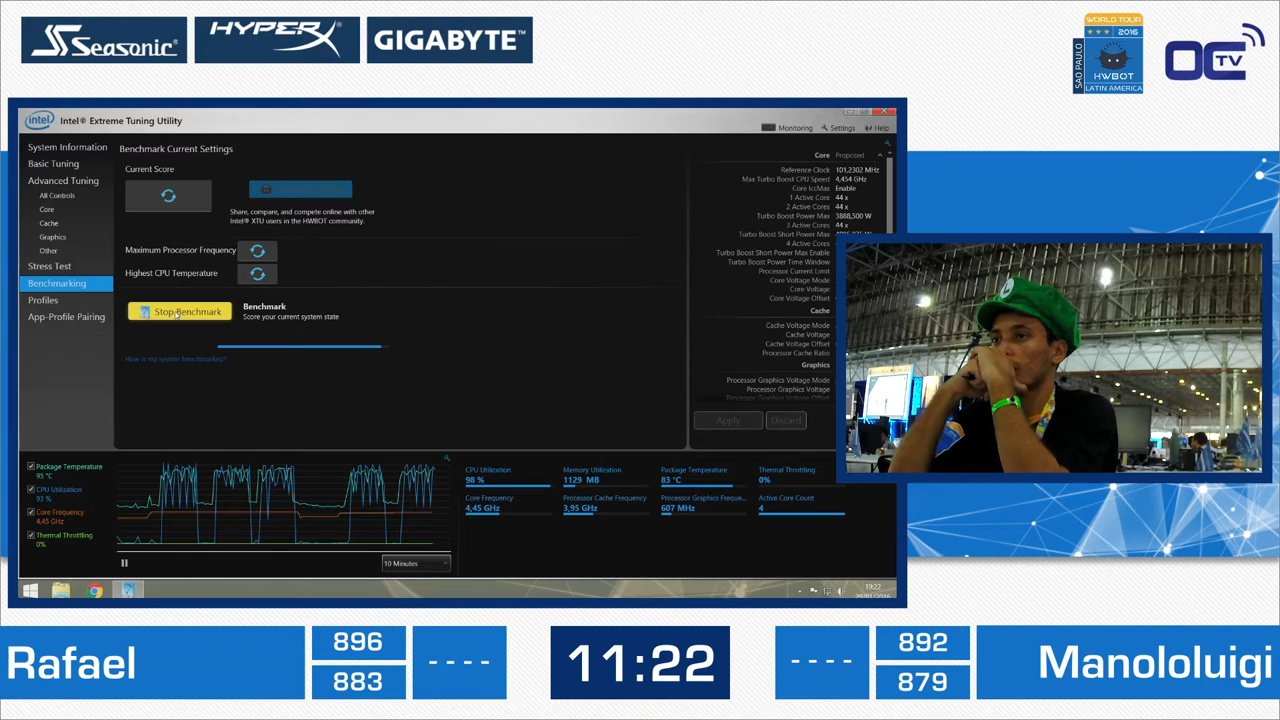 Seasonic
HYPERX
GIGABYTE™
WORLD TOUR
2016
SAO PAULO
HWBOT
LATIN AMERICA
OC
TV
intel
Intel® Extreme Tuning Utility
Monitoring
Settings
Help
System Information
Basic Tuning
Advanced Tuning
All Controls
Core
Cache
Graphics
Other
Stress Test
Benchmarking
Profiles
App-Profile Pairing
Benchmark Current Settings
Current Score
Share, compare, and compete online with other
Intel® XTU users in the HWBOT community.
Maximum Processor Frequency
Highest CPU Temperature
Stop Benchmark
Benchmark
Score your current system state
How is my system benchmarked?
Core Proposed
Reference Clock 101,2302 MHz
Max Turbo Boost CPU Speed 4,454 GHz
Core IccMax Enable
1 Active Core 44 x
2 Active Cores 44 x
Turbo Boost Power Max 3888,500 W
3 Active Cores 44 x
Turbo Boost Short Power Max
4 Active Cores
Turbo Boost Short Power Max Enable
Turbo Boost Power Time Window
Processor Current Limit
Core Voltage Mode
Core Voltage
Core Voltage Offset
Cache
Cache Voltage Mode
Cache Voltage
Cache Voltage Offset
Processor Cache Ratio
Graphics
Processor Graphics Voltage Mode
Processor Graphics Voltage
Processor Graphics Voltage Offset
Apply
Discard
Package Temperature
95 °C
CPU Utilization
93 %
Core Frequency
4,45 GHz
Thermal Throttling
0%
10 Minutes
CPU Utilization
98 %
Memory Utilization
1129 MB
Package Temperature
83 °C
Thermal Throttling
0%
Core Frequency
4,45 GHz
Processor Cache Frequency
3,95 GHz
Processor Graphics Freque...
607 MHz
Active Core Count
4
19:22
29/01/2016
Rafael
896
883
----
11:22
----
892
879
Manololuigi